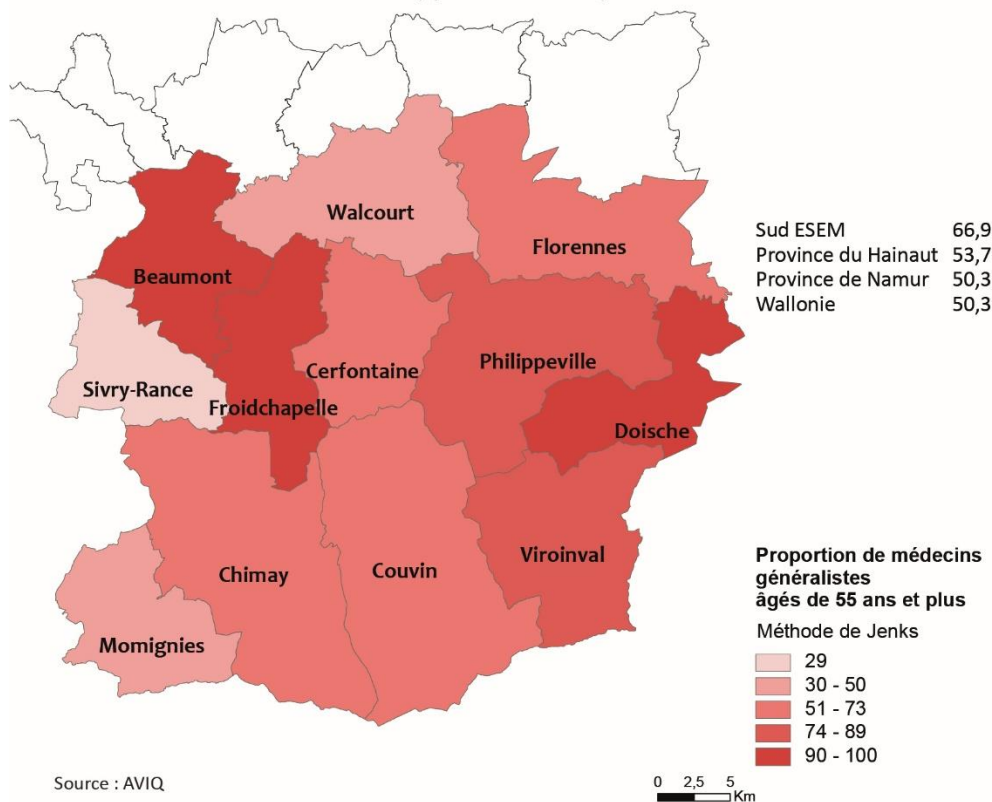 Walcourt
Florennes
Beaumont
Sivry-Rance
Froidchapelle
Cerfontaine
Philippeville
Doische
Viroinval
Chimay
Couvin
Momignies
Sud ESEM 66,9
Province du Hainaut 53,7
Province de Namur 50,3
Wallonie 50,3
Proportion de médecins
généralistes
âgés de 55 ans et plus
Méthode de Jenks
29
30 - 50
51 - 73
74 - 89
90 - 100
Source : AVIQ
0 2,5 5
Km